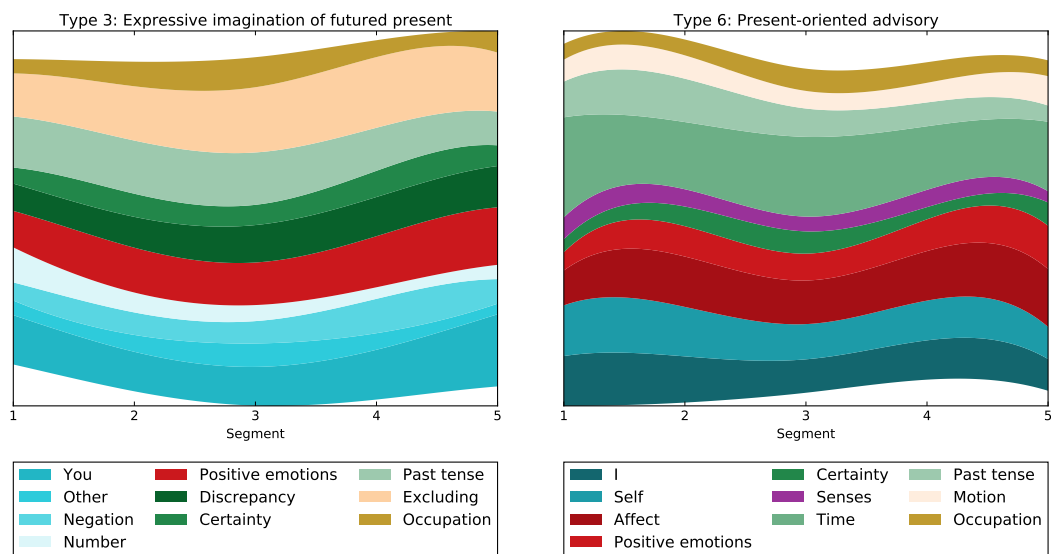 Type 3: Expressive imagination of futured present
1 2 3 4 5
Segment
You Positive emotions Past tense
Other Discrepancy Excluding
Negation Certainty Occupation
Number
Type 6: Present-oriented advisory
1 2 3 4 5
Segment
I Certainty Past tense
Self Senses Motion
Affect Time Occupation
Positive emotions